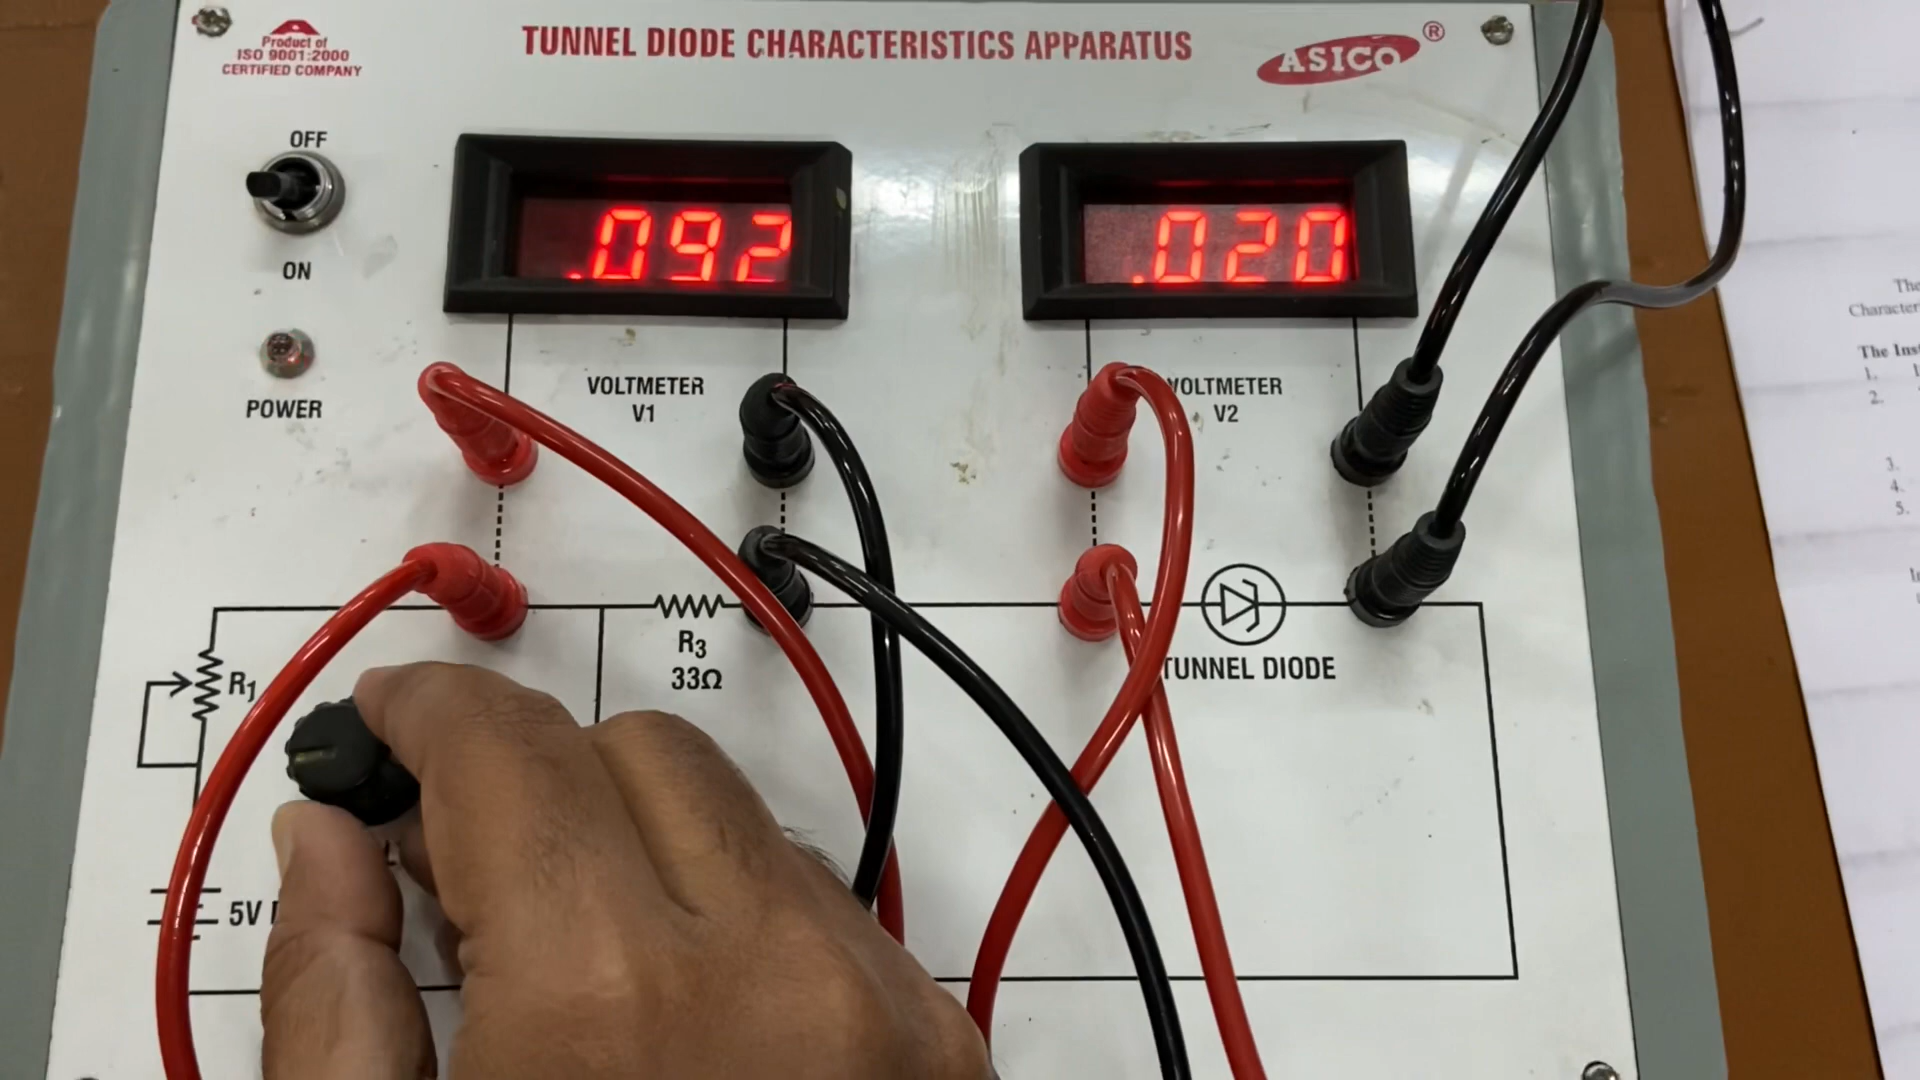 Product of
ISO 9001:2000
CERTIFIED COMPANY
TUNNEL DIODE CHARACTERISTICS APPARATUS
ASICO ®
OFF
ON
POWER
.092
.020
VOLTMETER
V1
VOLTMETER
V2
R3
33Ω
R1
TUNNEL DIODE
5V
The
Character
The Inst
1.
2.
3.
4.
5.